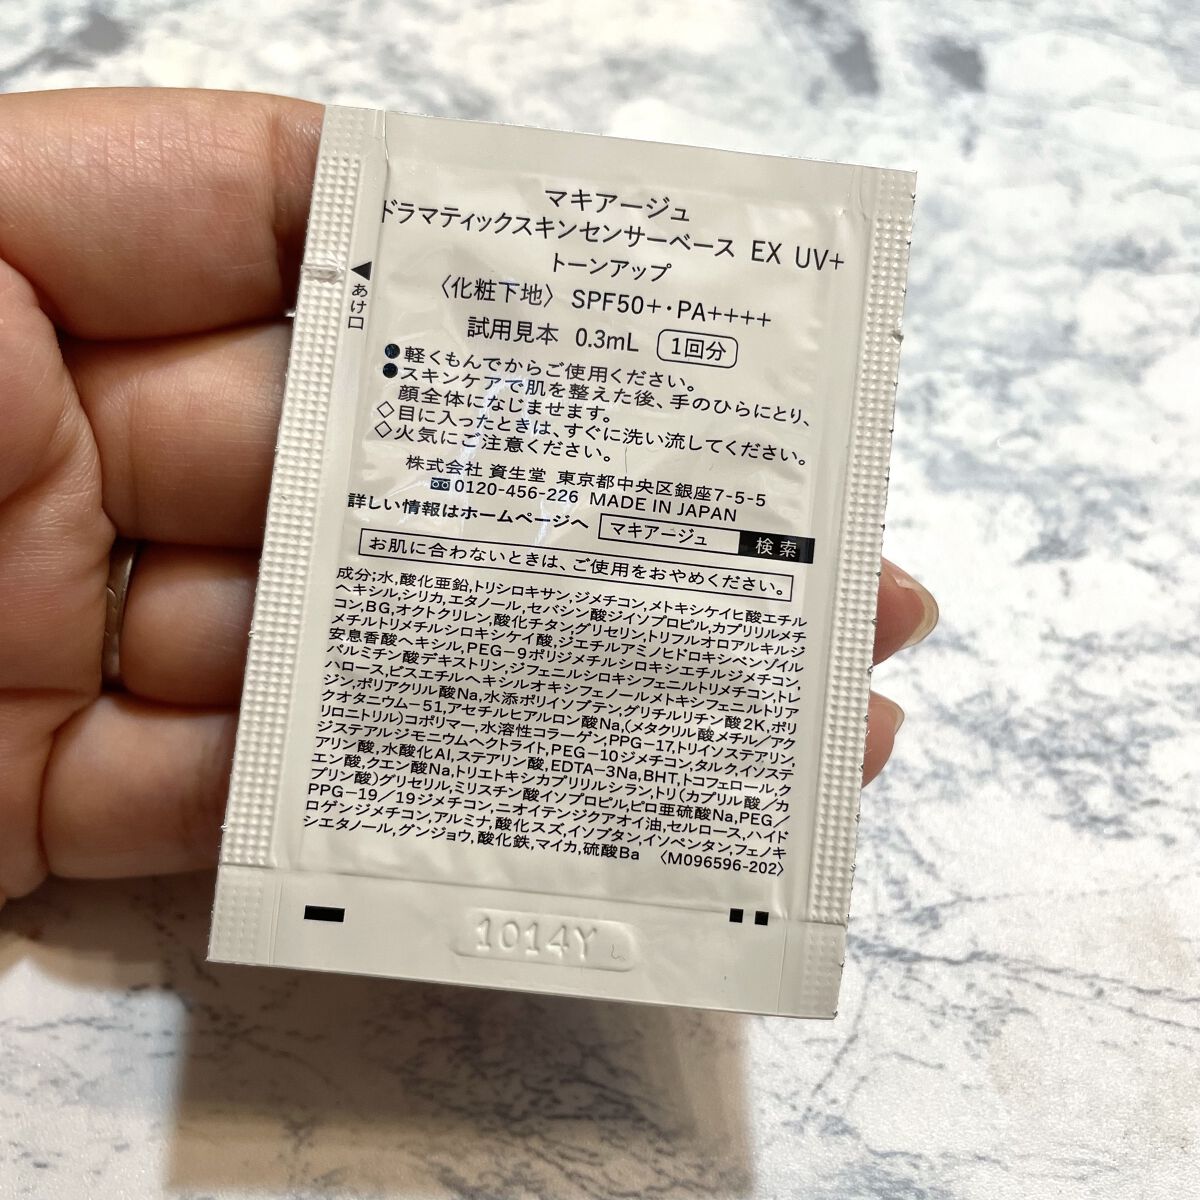 マキアージュ
ドラマティックスキンセンサーベース EX UV+
トーンアップ
〈化粧下地〉 SPF50+・PA++++
試用見本 0.3mL 1回分
◀あけ口
●軽くもんでからご使用ください。
●スキンケアで肌を整えた後、手のひらにとり、
顔全体になじませます。
◇目に入ったときは、すぐに洗い流してください。
◇火気にご注意ください。
株式会社 資生堂 東京都中央区銀座7-5-5
0120-456-226 MADE IN JAPAN
詳しい情報はホームページへ マキアージュ 検索
お肌に合わないときは、ご使用をおやめください。
成分;水,酸化亜鉛,トリシロキサン,ジメチコン,メトキシケイヒ酸エチル
ヘキシル,シリカ,エタノール,セバシン酸ジイソプロピル,カプリリルメチ
コン,BG,オクトクリレン,酸化チタン,グリセリン,トリフルオロアルキルジ
メチルトリメチルシロキシケイ酸,ジエチルアミノヒドロキシベンゾイル
安息香酸ヘキシル,PEG-9ポリジメチルシロキシエチルジメチコン,
パルミチン酸デキストリン,ジフェニルシロキシフェニルトリメチコン,トレ
ハロース,ビスエチルヘキシルオキシフェノールメトキシフェニルトリア
ジン,ポリアクリル酸Na,水添ポリイソブテン,グリチルリチン酸2K,ポリ
クオタニウム-51,アセチルヒアルロン酸Na,(メタクリル酸メチル/アク
リロニトリル)コポリマー,水溶性コラーゲン,PPG-17,トリイソステアリン,
ジステアルジモニウムヘクトライト,PEG-10ジメチコン,タルク,イソステ
アリン酸,水酸化Al,ステアリン酸,EDTA-3Na,BHT,トコフェロール,ク
エン酸,クエン酸Na,トリエトキシカプリリルシラン,トリ(カプリル酸/カ
プリン酸)グリセリル,ミリスチン酸イソプロピル,ピロ亜硫酸Na,PEG/
PPG-19/19ジメチコン,ニオイテンジクアオイ油,セルロース,ハイド
ロゲンジメチコン,アルミナ,酸化スズ,イソブタン,イソペンタン,フェノキ
シエタノール,グンジョウ,酸化鉄,マイカ,硫酸Ba 〈M096596-202〉
1014Y